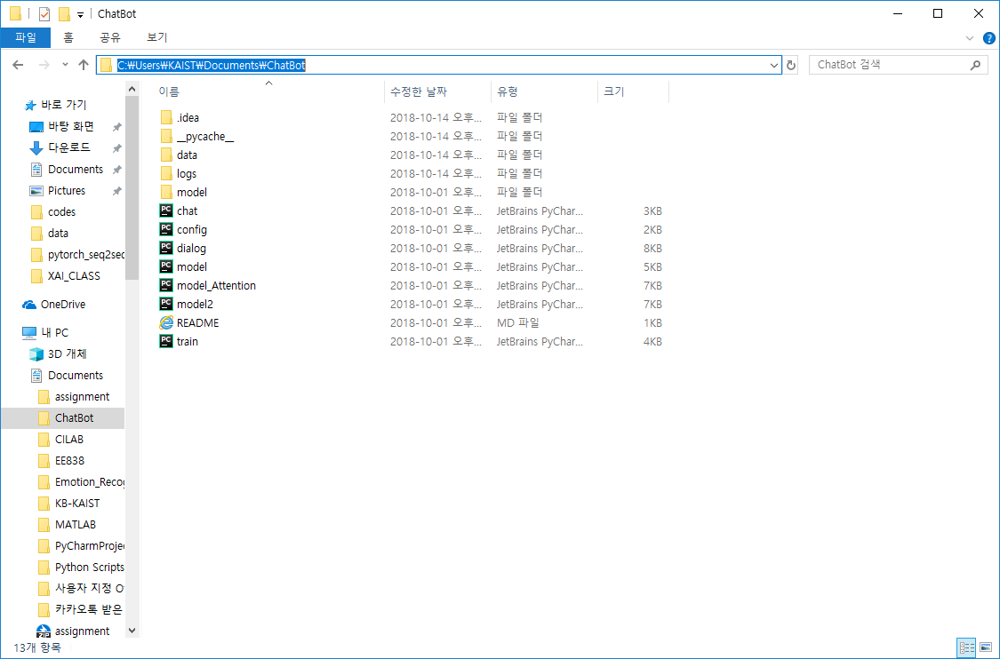 ChatBot
파일 홈 공유 보기
C:₩Users₩KAIST₩Documents₩ChatBot
ChatBot 검색
바로 가기
바탕 화면
다운로드
Documents
Pictures
codes
data
pytorch_seq2sec
XAI_CLASS
OneDrive
내 PC
3D 개체
Documents
assignment
ChatBot
CILAB
EE838
Emotion_Reco
KB-KAIST
MATLAB
PyCharmProje
Python Scripts
사용자 지정 O
카카오톡 받은
assignment
이름 수정한 날짜 유형 크기
.idea 2018-10-14 오후... 파일 폴더
__pycache__ 2018-10-14 오후... 파일 폴더
data 2018-10-14 오후... 파일 폴더
logs 2018-10-14 오후... 파일 폴더
model 2018-10-01 오후... 파일 폴더
PC chat 2018-10-01 오후... JetBrains PyChar... 3KB
PC config 2018-10-01 오후... JetBrains PyChar... 2KB
PC dialog 2018-10-01 오후... JetBrains PyChar... 8KB
PC model 2018-10-01 오후... JetBrains PyChar... 5KB
PC model_Attention 2018-10-01 오후... JetBrains PyChar... 7KB
PC model2 2018-10-01 오후... JetBrains PyChar... 7KB
README 2018-10-01 오후... MD 파일 1KB
PC train 2018-10-01 오후... JetBrains PyChar... 4KB
13개 항목